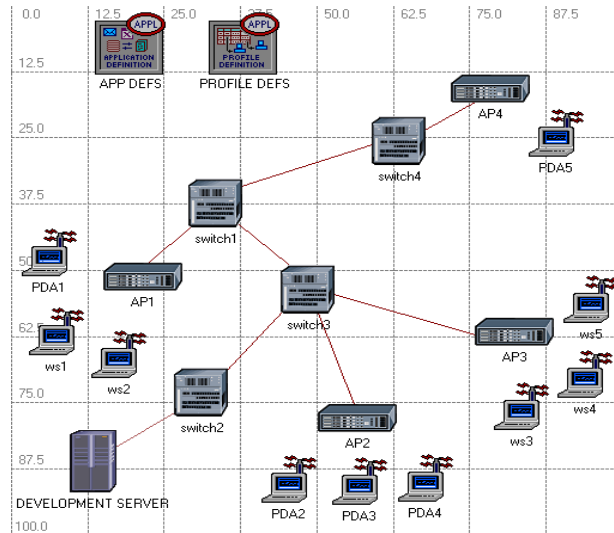 0.0 12.5 25.0 37.5 50.0 62.5 75.0 87.5
APPL
APPLICATION
DEFINITION
APPL
PROFILE
DEFINITION
12.5
APP DEFS
PROFILE DEFS
AP4
25.0
switch4
PDA5
37.5
switch1
50
PDA1
AP1
switch3
ws5
62.5
ws1
ws2
AP3
ws4
75.0
switch2
AP2
ws3
87.5
DEVELOPMENT SERVER
PDA2
PDA3
PDA4
100.0